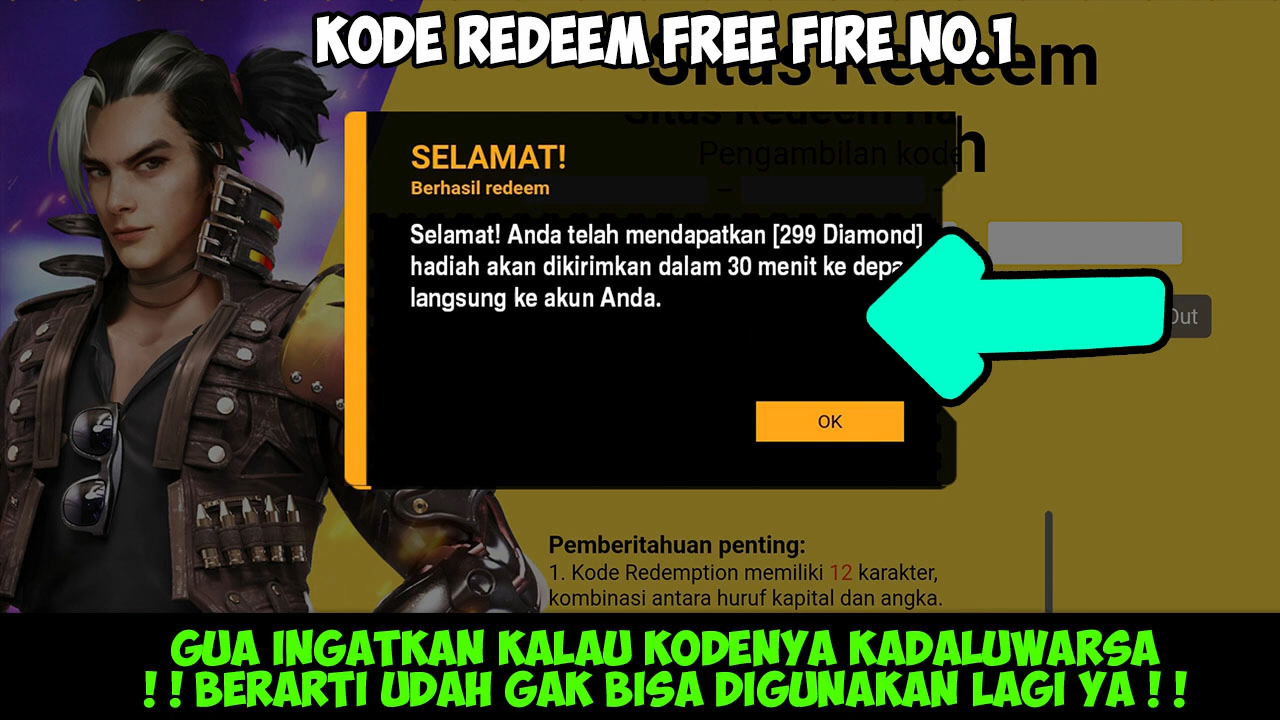 KODE REDEEM FREE FIRE NO.1
Situs Redeem
Situs Redeem Ha
h
Pengambilan kode
SELAMAT!
Berhasil redeem
Selamat! Anda telah mendapatkan [299 Diamond]
hadiah akan dikirimkan dalam 30 menit ke depa
langsung ke akun Anda.
Out
OK
Pemberitahuan penting:
1. Kode Redemption memiliki 12 karakter,
kombinasi antara huruf kapital dan angka.
GUA INGATKAN KALAU KODENYA KADALUWARSA
!!BERARTI UDAH GAK BISA DIGUNAKAN LAGI YA!!